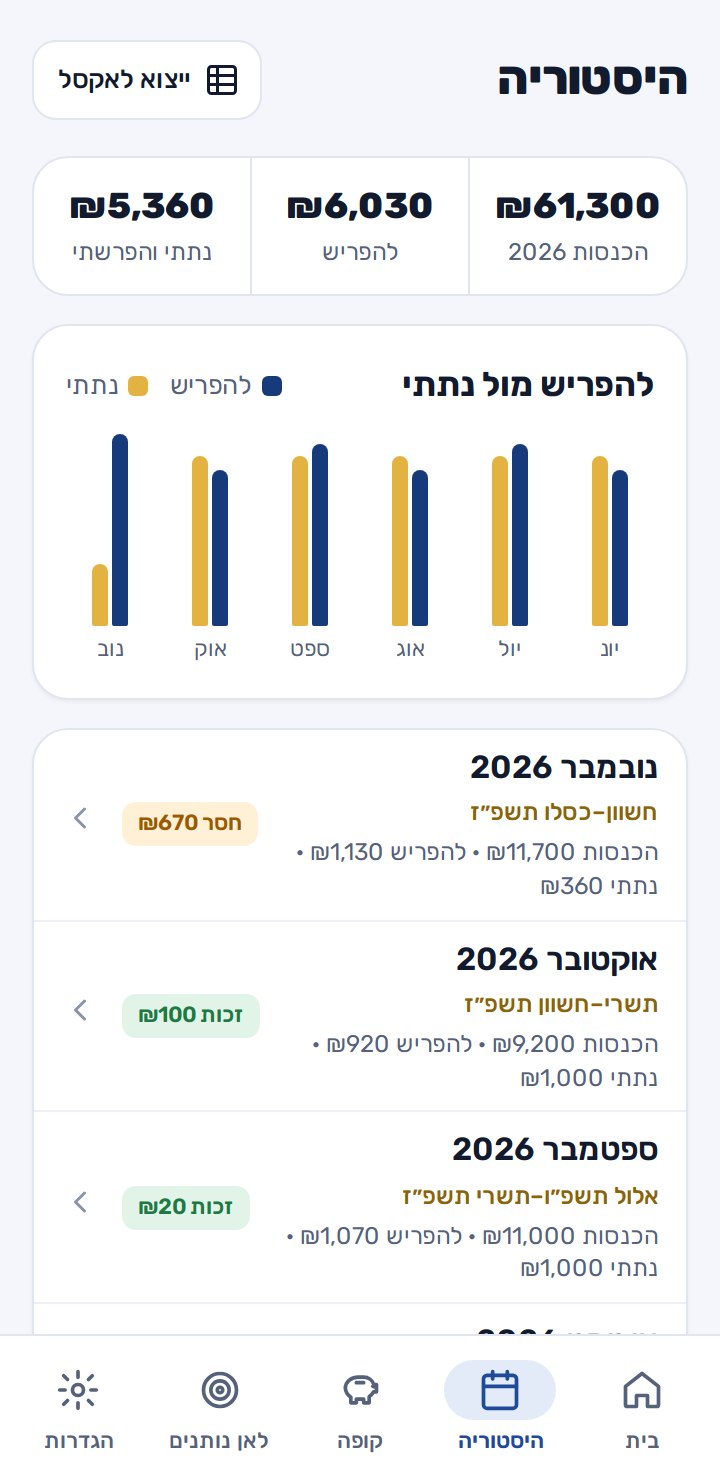 היסטוריה
ייצוא לאקסל
₪61,300
הכנסות 2026
₪6,030
להפריש
₪5,360
נתתי והפרשתי
להפריש מול נתתי
להפריש
נתתי
יונ
יול
אוג
ספט
אוק
נוב
נובמבר 2026
חשוון–כסלו תשפ״ז
הכנסות ₪11,700 • להפריש ₪1,130 •
נתתי ₪360
חסר ₪670
אוקטובר 2026
תשרי–חשוון תשפ״ז
הכנסות ₪9,200 • להפריש ₪920 •
נתתי ₪1,000
זכות ₪100
ספטמבר 2026
אלול תשפ״ו–תשרי תשפ״ז
הכנסות ₪11,000 • להפריש ₪1,070 •
נתתי ₪1,000
זכות ₪20
בית
היסטוריה
קופה
לאן נותנים
הגדרות